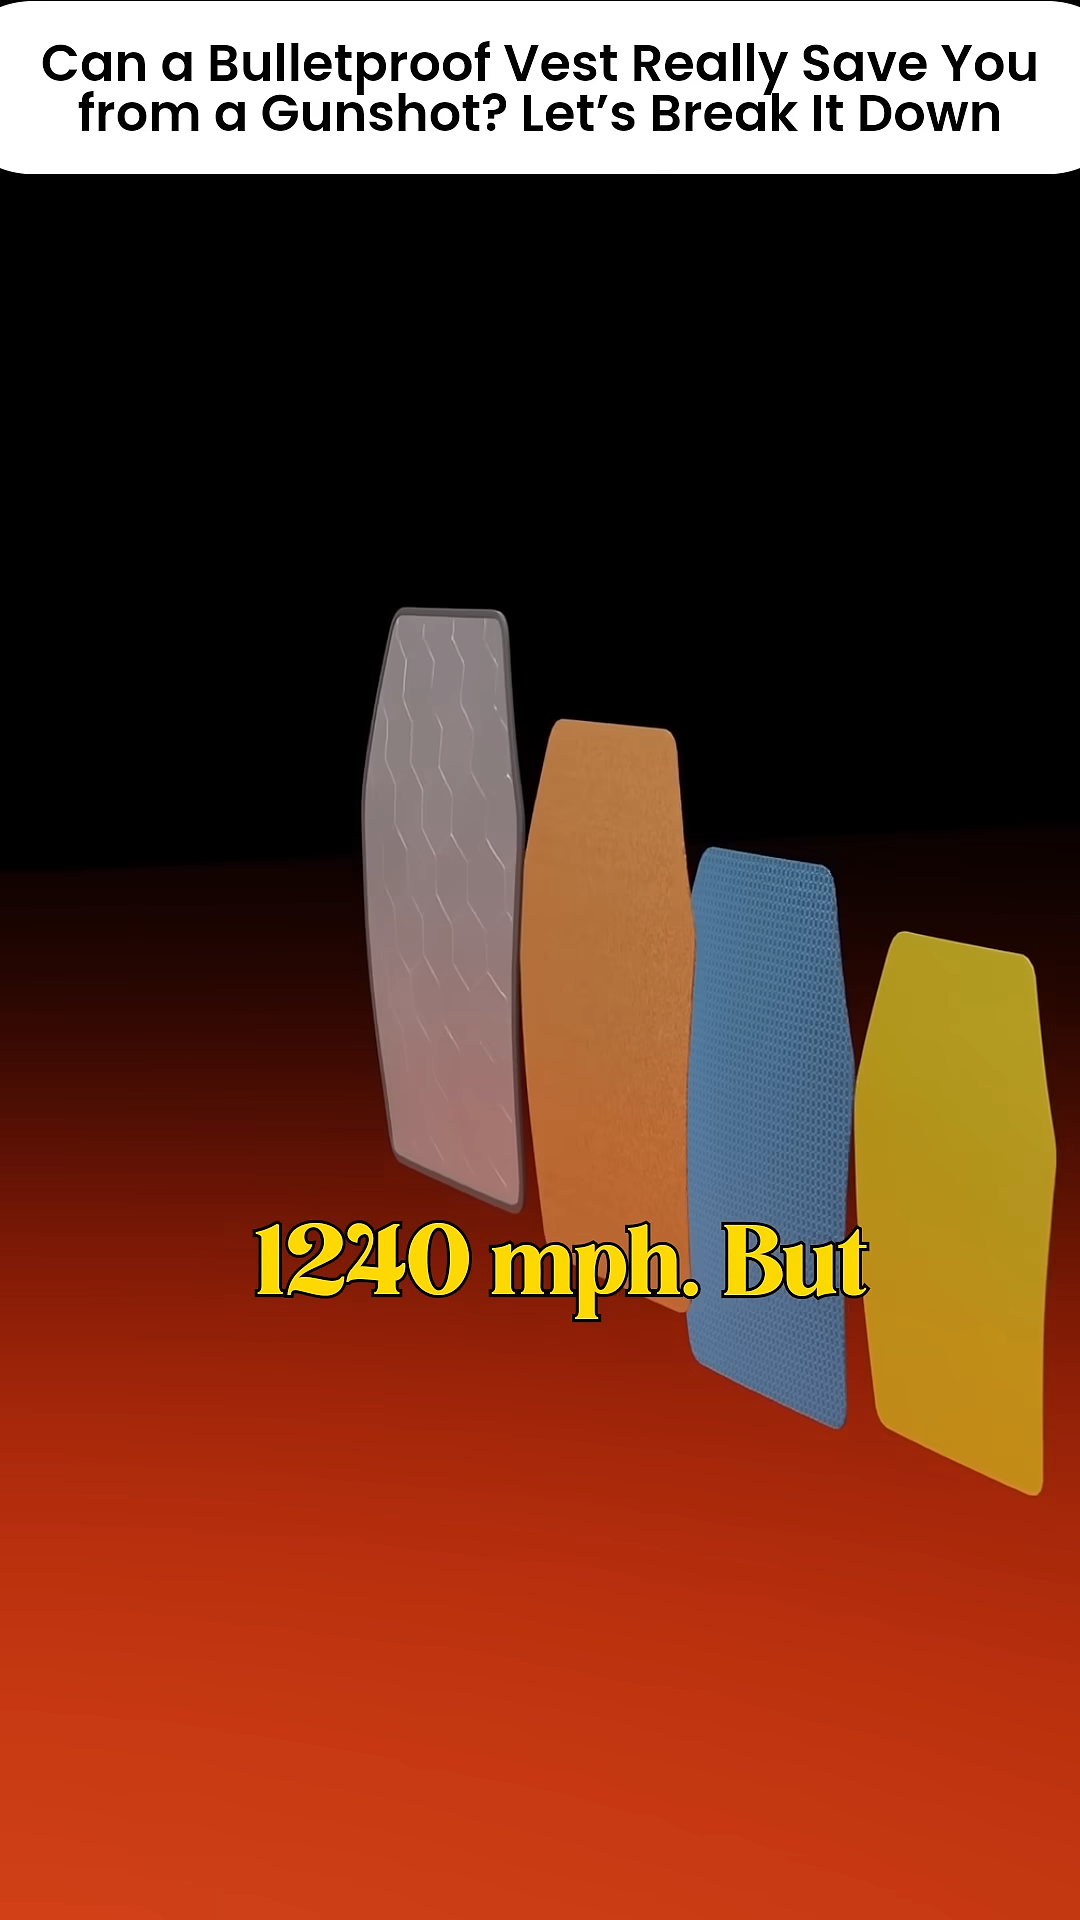 Can a Bulletproof Vest Really Save You
from a Gunshot? Let’s Break It Down
1240 mph. But